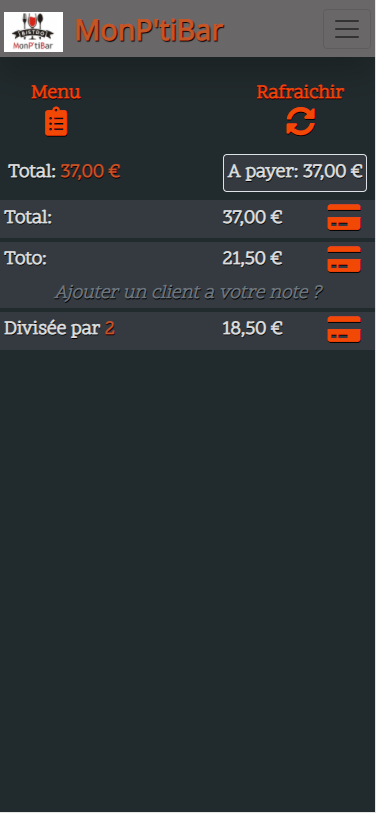 BISTRO
MonP'tiBar
MonP'tiBar
Menu
Rafraichir
Total: 37,00 €
A payer: 37,00 €
Total: 37,00 €
Toto: 21,50 €
Ajouter un client a votre note ?
Divisée par 2 18,50 €